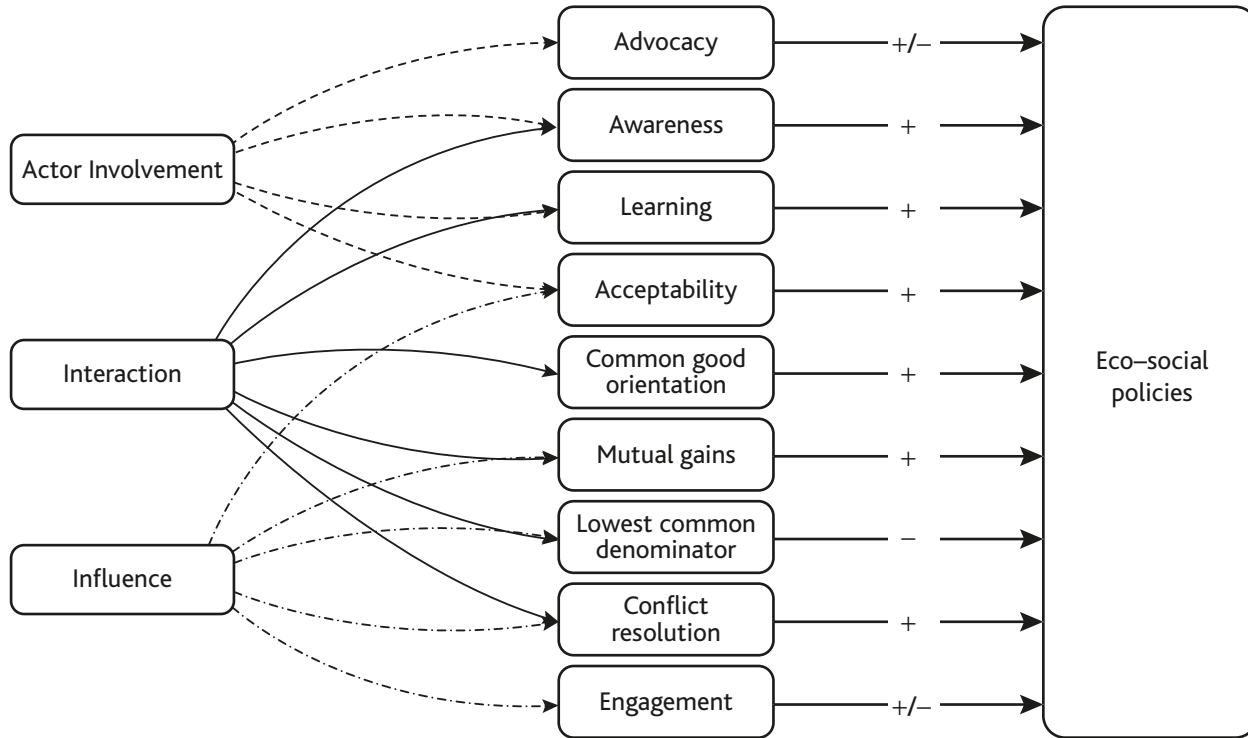 Advocacy
+/−
Awareness
+
Actor Involvement
Learning
+
Acceptability
+
Interaction
Common good
orientation
+
Eco–social
policies
Mutual gains
+
Lowest common
denominator
−
Influence
Conflict
resolution
+
Engagement
+/−